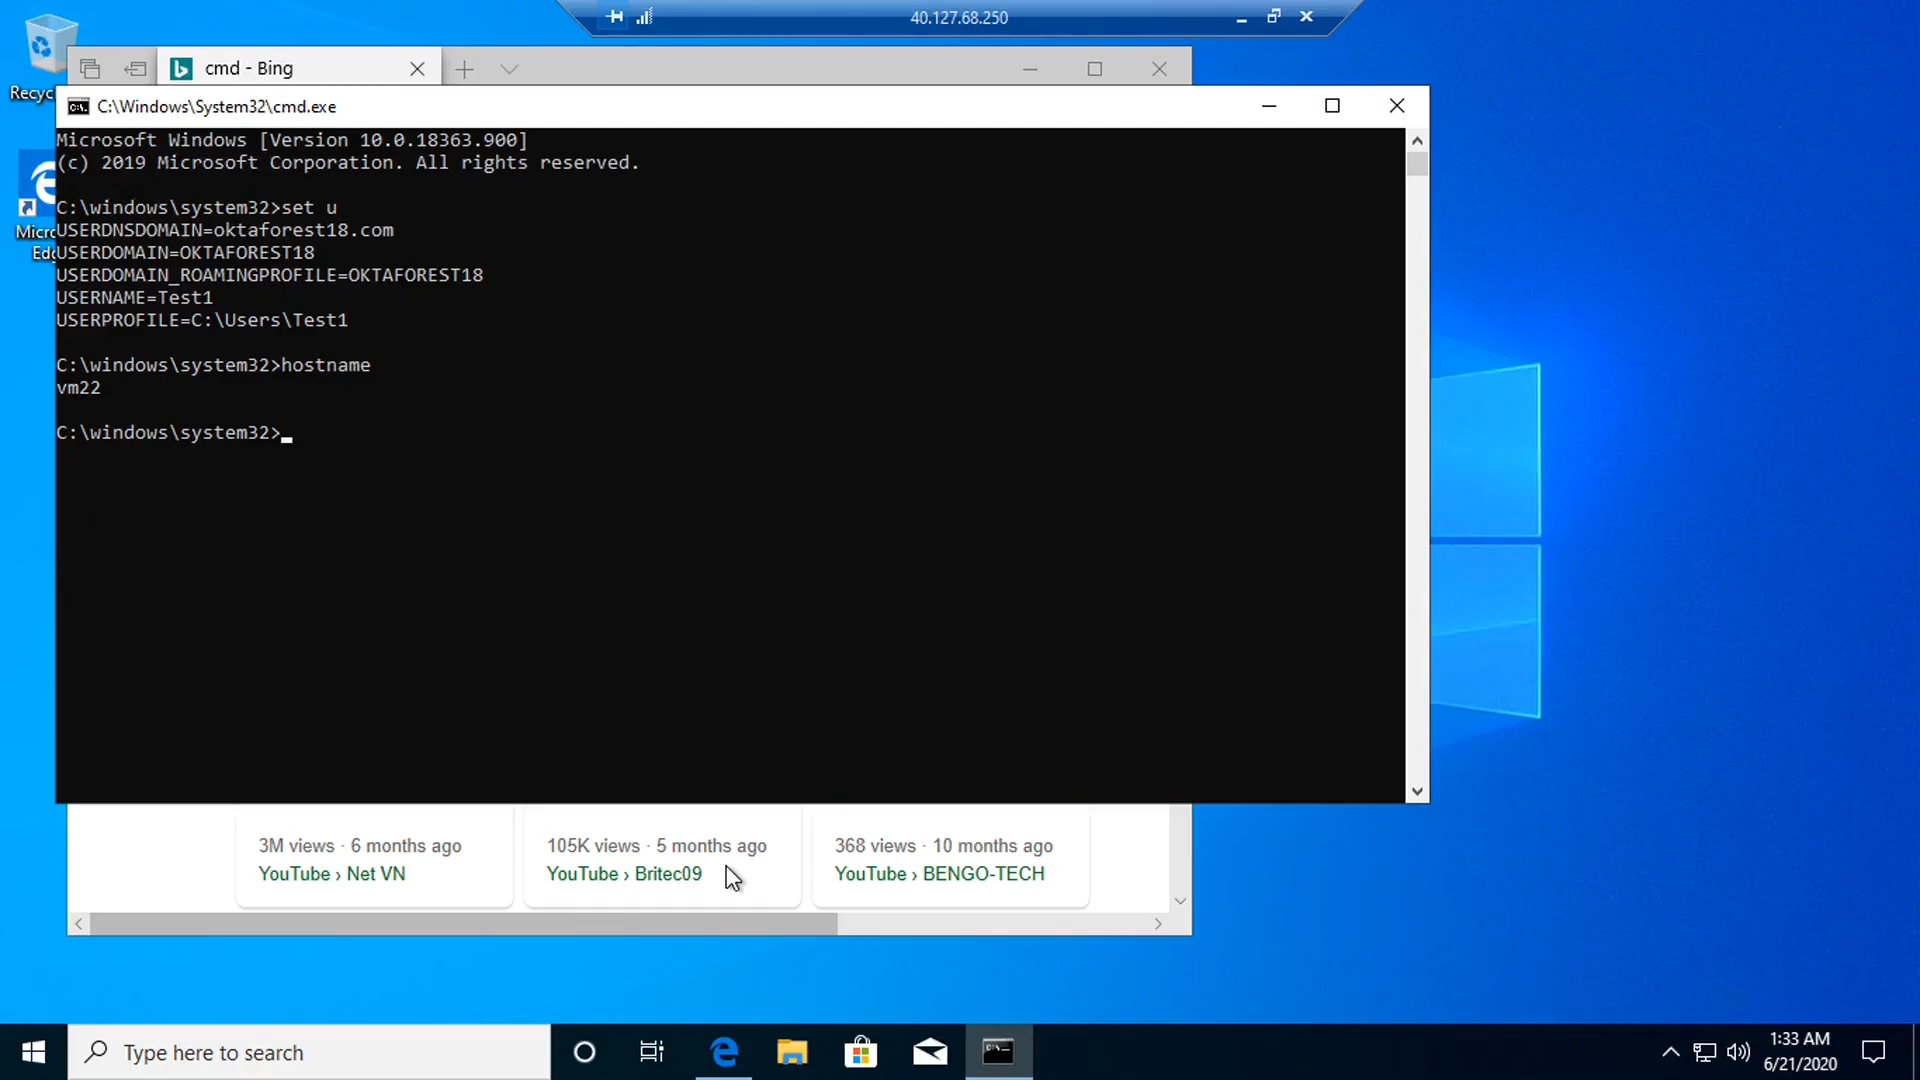 40.127.68.250
Recyc
cmd - Bing
C:\Windows\System32\cmd.exe
Microsoft Windows [Version 10.0.18363.900]
(c) 2019 Microsoft Corporation. All rights reserved.
C:\windows\system32>set u
USERDNSDOMAIN=oktaforest18.com
USERDOMAIN=OKTAFOREST18
USERDOMAIN_ROAMINGPROFILE=OKTAFOREST18
USERNAME=Test1
USERPROFILE=C:\Users\Test1
C:\windows\system32>hostname
vm22
C:\windows\system32>
Micro
Edg
3M views · 6 months ago
YouTube › Net VN
105K views · 5 months ago
YouTube › Britec09
368 views · 10 months ago
YouTube › BENGO-TECH
Type here to search
1:33 AM
6/21/2020